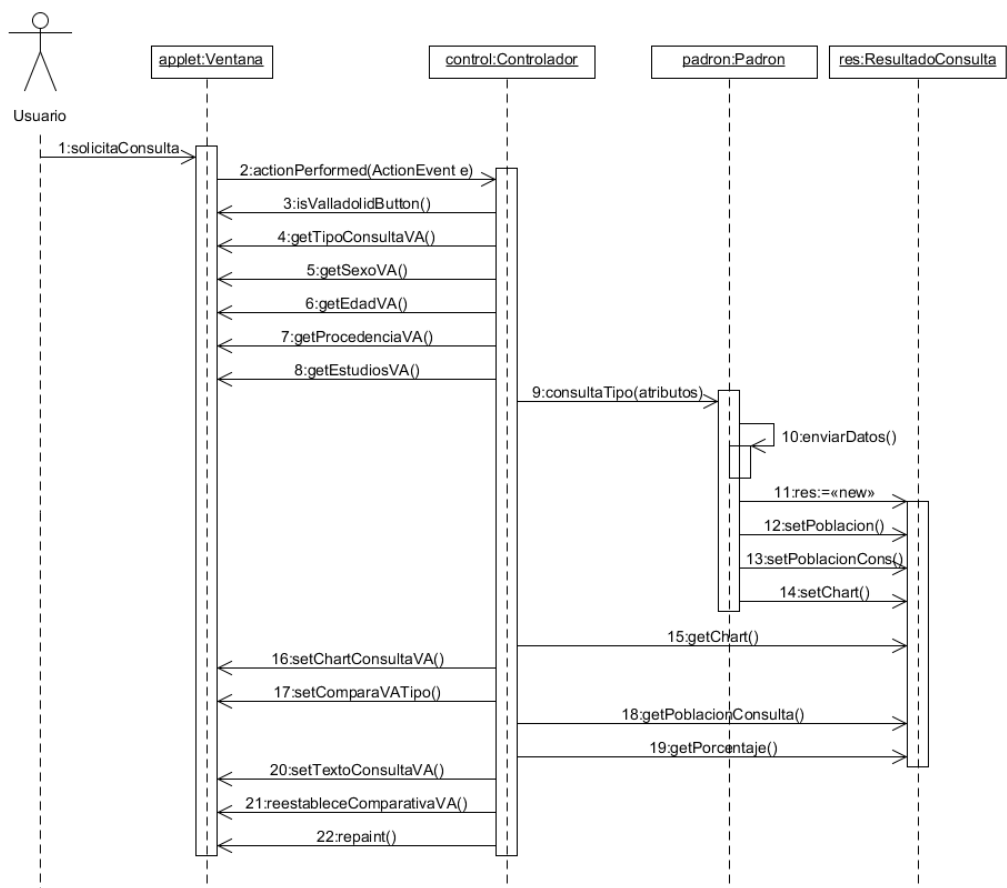 applet:Ventana
control:Controlador
padron:Padron
res:ResultadoConsulta
Usuario
1:solicitaConsulta
2:actionPerformed(ActionEvent e)
3:isValladolidButton()
4:getTipoConsultaVA()
5:getSexoVA()
6:getEdadVA()
7:getProcedenciaVA()
8:getEstudiosVA()
9:consultaTipo(atributos)
10:enviarDatos()
11:res:=«new»
12:setPoblacion()
13:setPoblacionCons()
14:setChart()
15:getChart()
16:setChartConsultaVA()
17:setComparaVATipo()
18:getPoblacionConsulta()
19:getPorcentaje()
20:setTextoConsultaVA()
21:reestableceComparativaVA()
22:repaint()